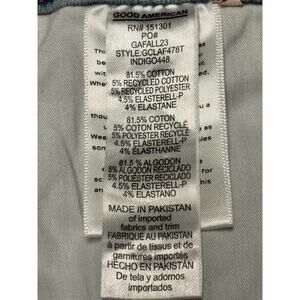 GOOD AMERICAN
RN# 151301
PO#
GAFALL23
STYLE:GCLAF478T
INDIGO448
81.5% COTTON
5% RECYCLED COTTON
5% RECYCLED POLYESTER
4.5% ELASTERELL-P
4% ELASTANE
81.5% COTON
5% COTON RECYCLÉ
5% POLYESTER RECYCLÉ
4.5% ELASTERELL-P
4% ELASTHANNE
81.5 % ALGODON
5% ALGODÓN RECICLADO
5% POLIÉSTER RECICLADO
4.5% ELASTERELL-P
4% ELASTANO
MADE IN PAKISTAN
of imported
fabrics and trim
FABRIQUÉ AU PAKISTAN
à partir de tissus et de
garnitures importés
HECHO EN PAKISTÁN
De tela y adornos
importados